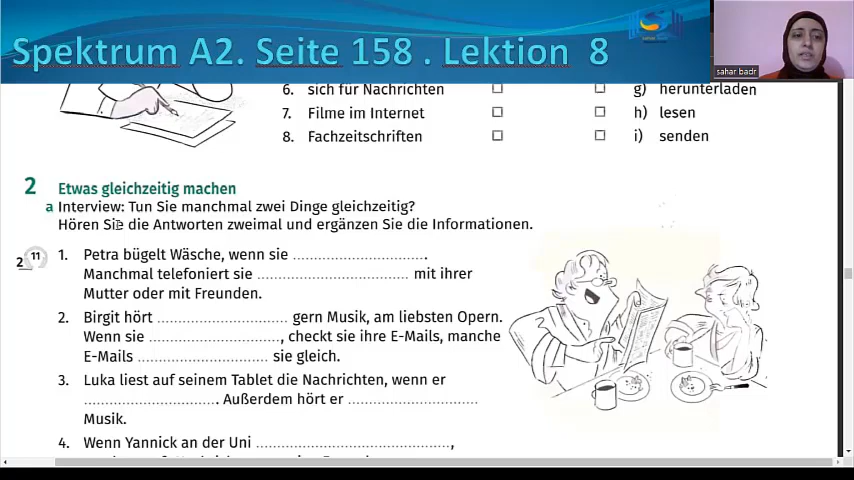 Spektrum A2. Seite 158 . Lektion 8
sahar badr
6. sich für Nachrichten ☐ ☐ g) herunterladen
7. Filme im Internet ☐ ☐ h) lesen
8. Fachzeitschriften ☐ ☐ i) senden
2 Etwas gleichzeitig machen
a Interview: Tun Sie manchmal zwei Dinge gleichzeitig?
Hören Sie die Antworten zweimal und ergänzen Sie die Informationen.
2 11
1. Petra bügelt Wäsche, wenn sie ................................
Manchmal telefoniert sie .................................... mit ihrer
Mutter oder mit Freunden.
2. Birgit hört ................................ gern Musik, am liebsten Opern.
Wenn sie ................................, checkt sie ihre E-Mails, manche
E-Mails ................................ sie gleich.
3. Luka liest auf seinem Tablet die Nachrichten, wenn er
................................. Außerdem hört er ................................
Musik.
4. Wenn Yannick an der Uni ................................................,